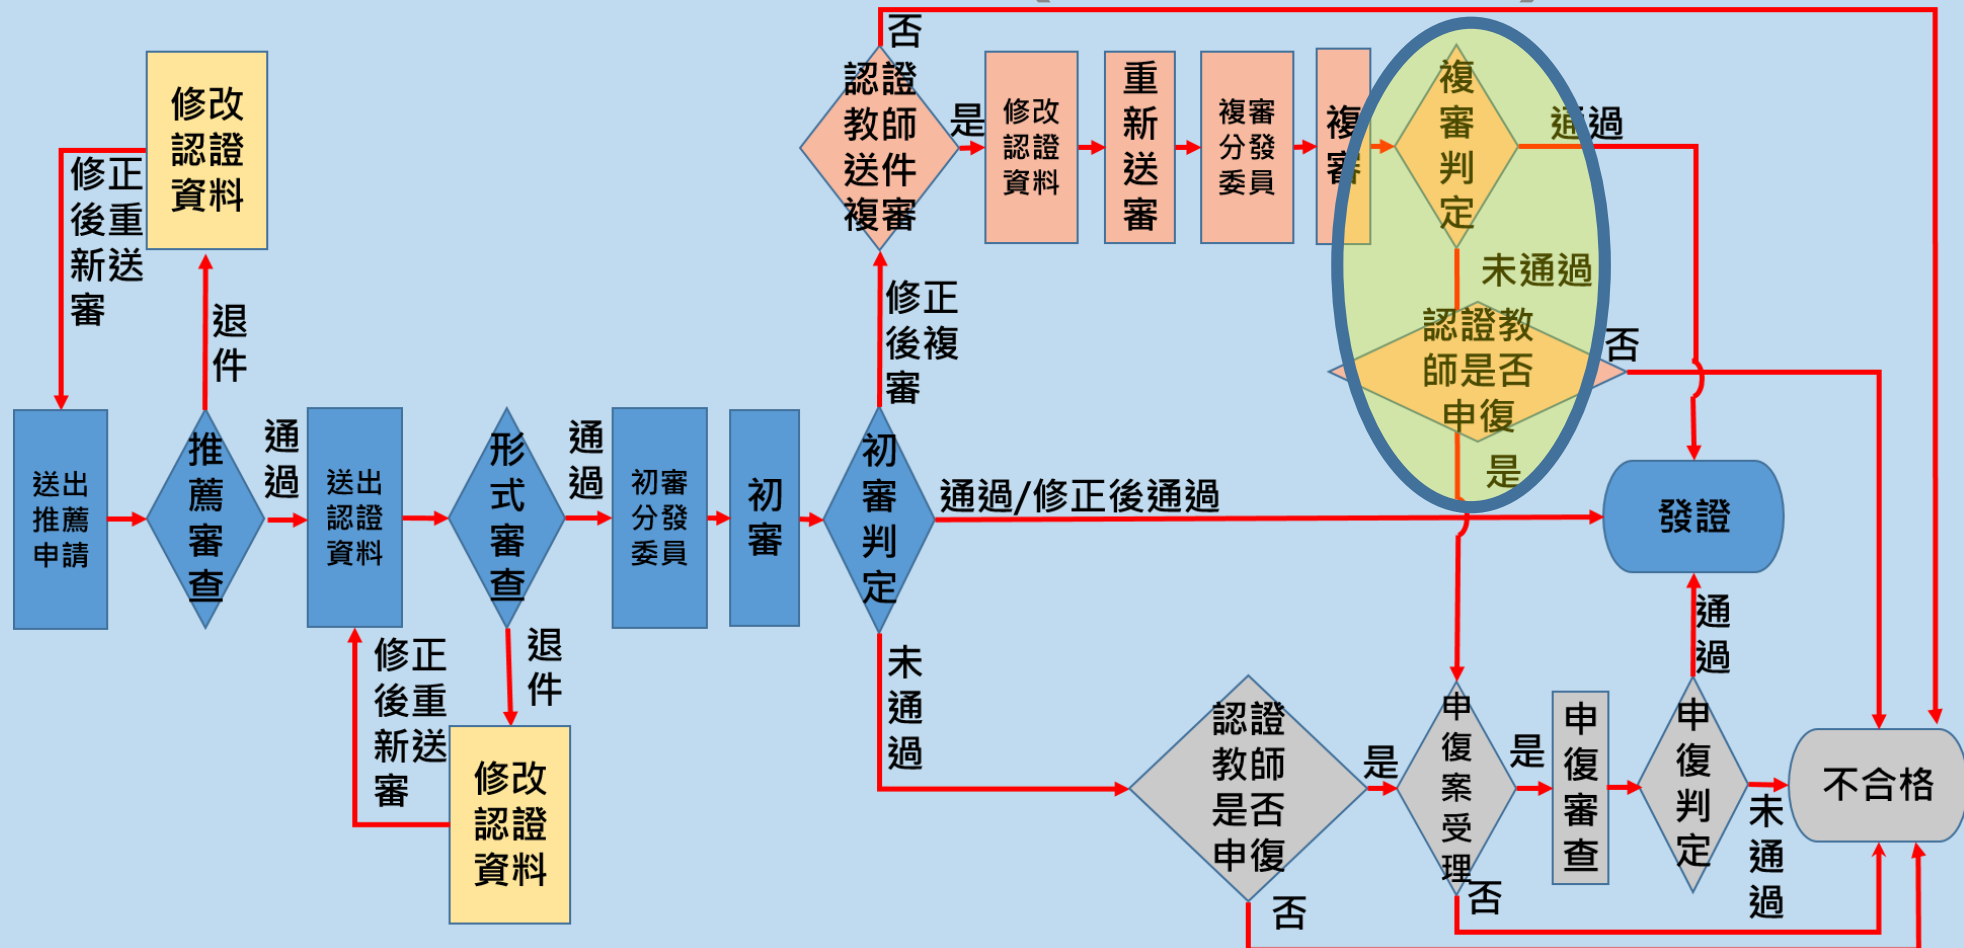 否
認證
教師
送件
複審
是
修改
認證
資料
重
新
送
審
複審
分發
委員
複
審
複
審
判
定
通過
未通過
認證教
師是否
申復
否
是
修改
認證
資料
修正
後重
新送
審
退
件
修正
後複
審
送出
推薦
申請
推
薦
審
查
通
過
送出
認證
資料
形
式
審
查
通
過
初審
分發
委員
初
審
初
審
判
定
通過/修正後通過
發證
修正
後重
新送
審
退
件
修改
認證
資料
未
通
過
認證
教師
是否
申復
是
否
申
復
案
受
理
是
否
申
復
審
查
申
復
判
定
通
過
未
通
過
不合格